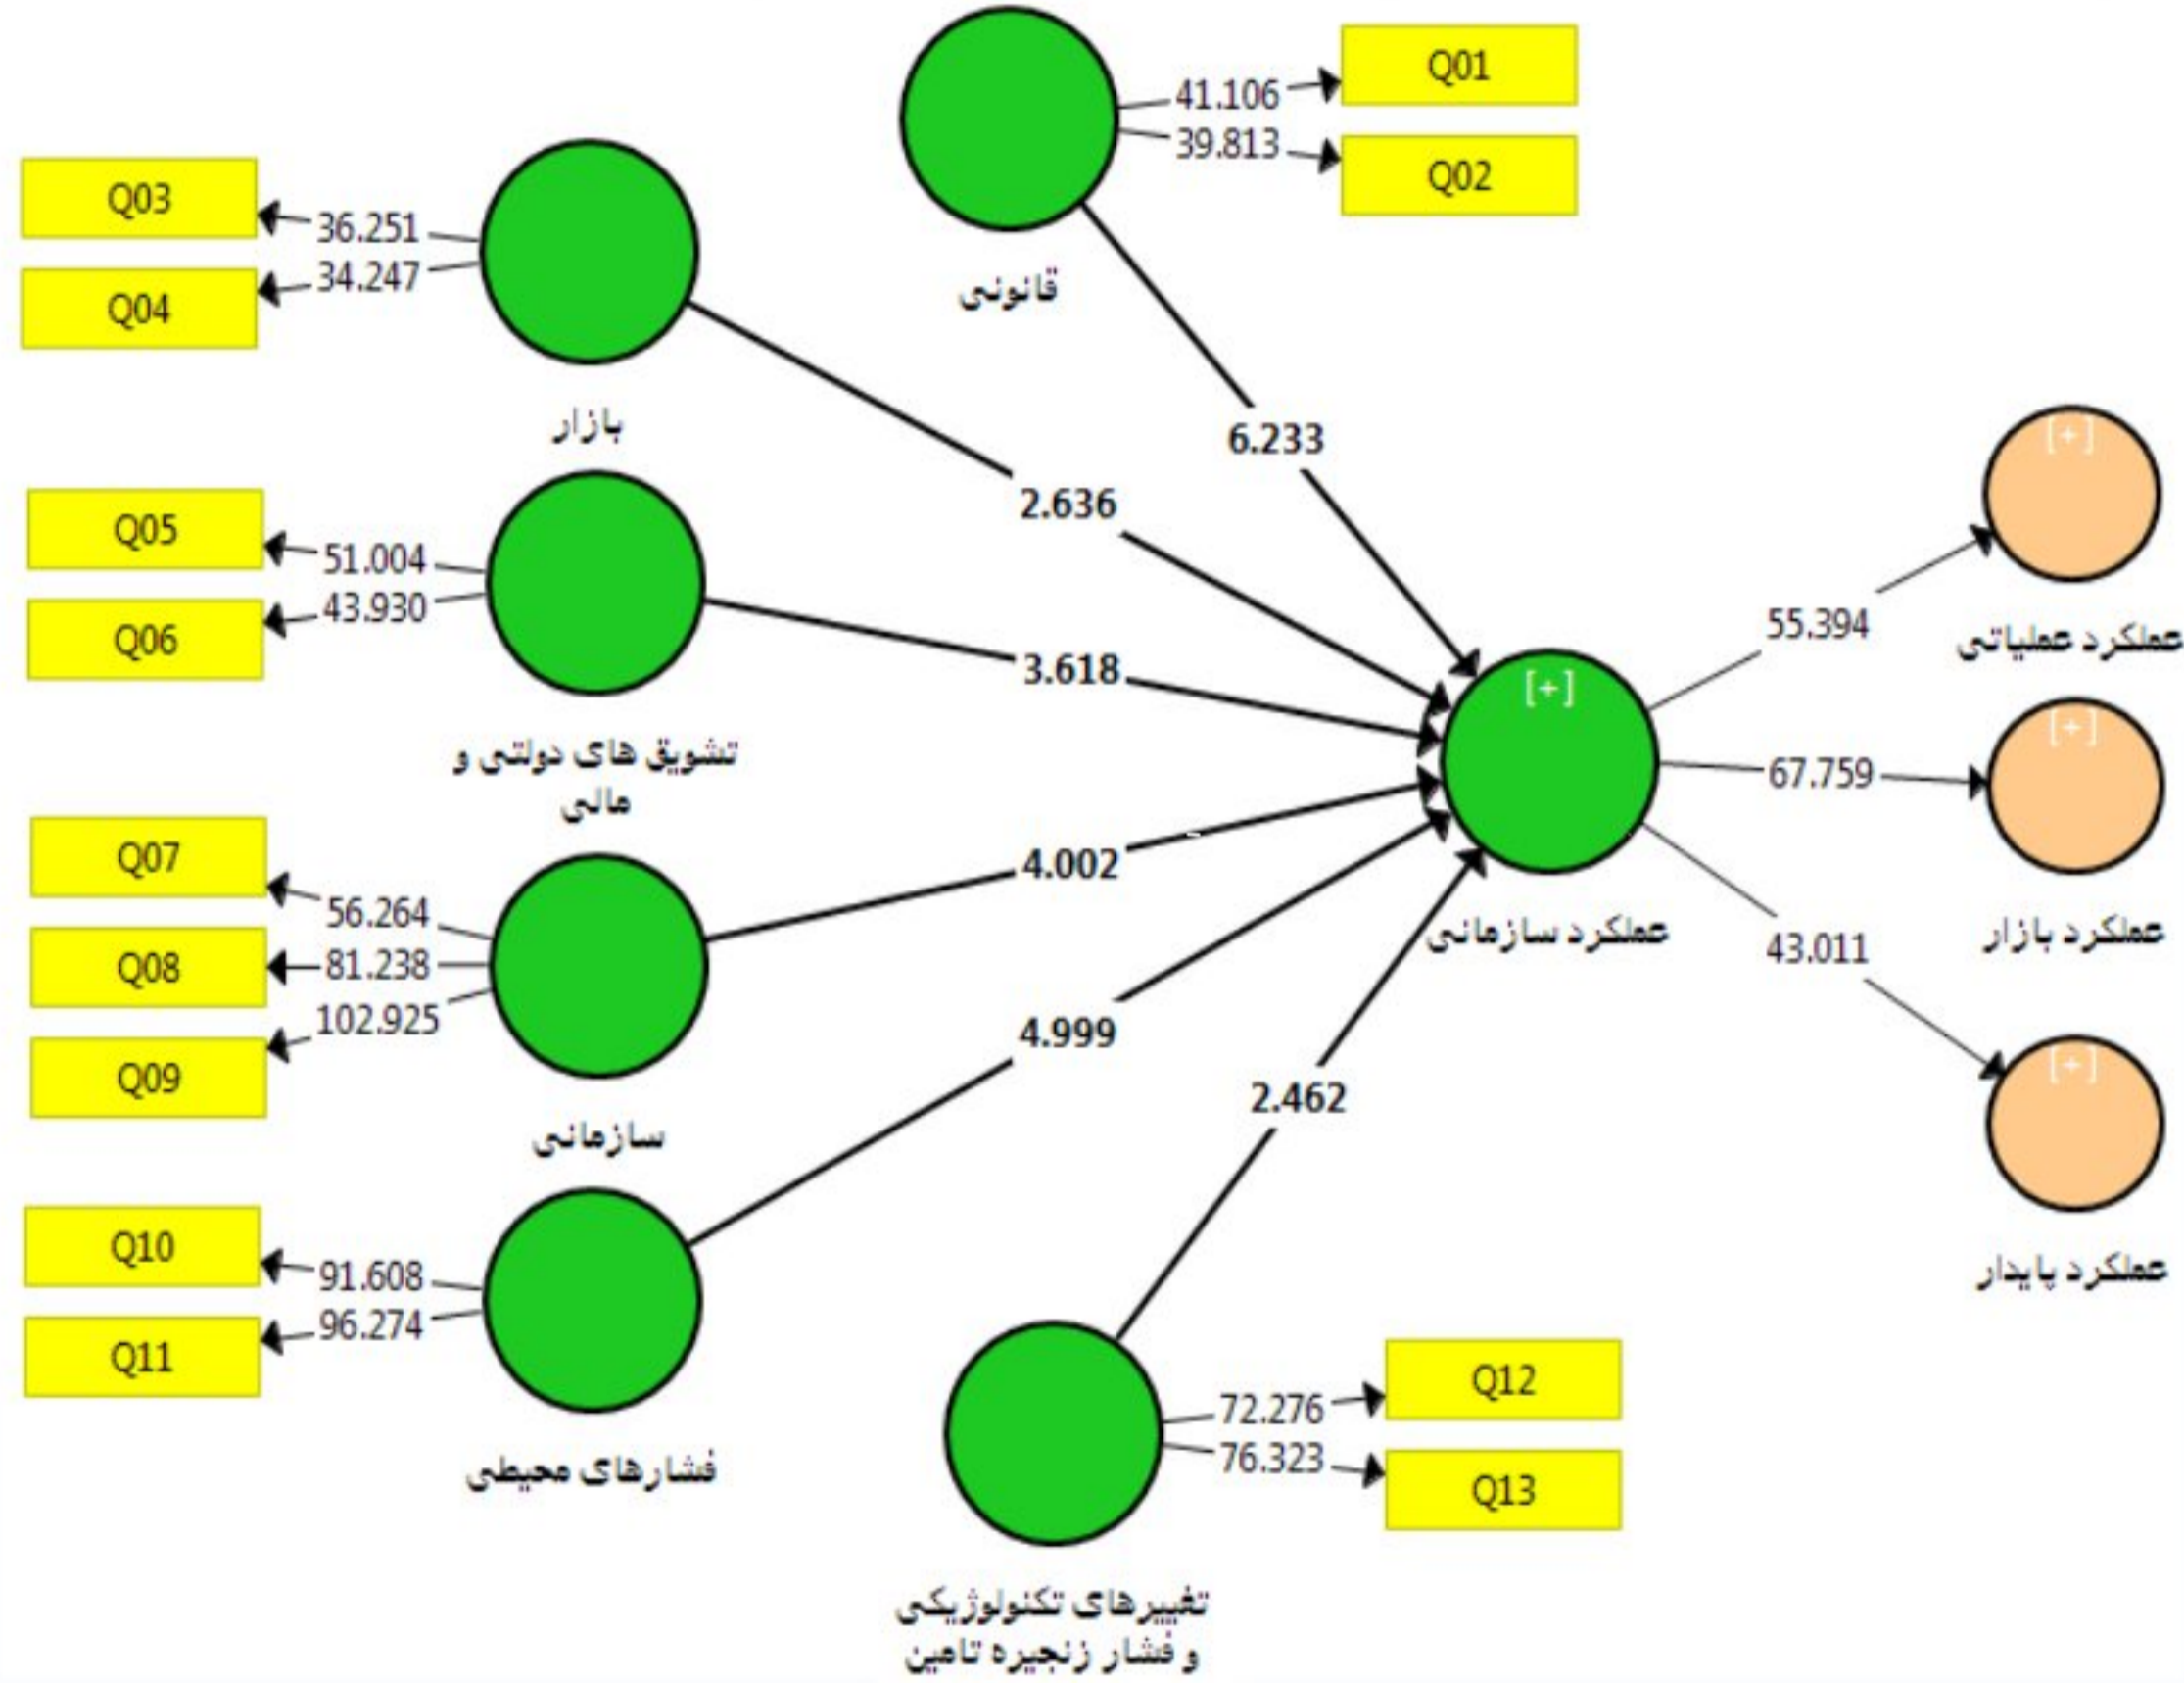 Q01
41.106
39.813
Q02
قانونی
Q03
36.251
34.247
Q04
بازار
6.233
2.636
Q05
51.004
43.930
Q06
تشویق های دولتی و
مالی
3.618
Q07
56.264
Q08
81.238
102.925
Q09
سازمانی
4.002
Q10
91.608
96.274
Q11
فشارهای محیطی
4.999
2.462
Q12
72.276
76.323
Q13
تغییرهای تکنولوژیکی
و فشار زنجیره تامین
[+]
عملکرد سازمانی
55.394
[+]
عملکرد عملیاتی
67.759
[+]
عملکرد بازار
43.011
[+]
عملکرد پایدار